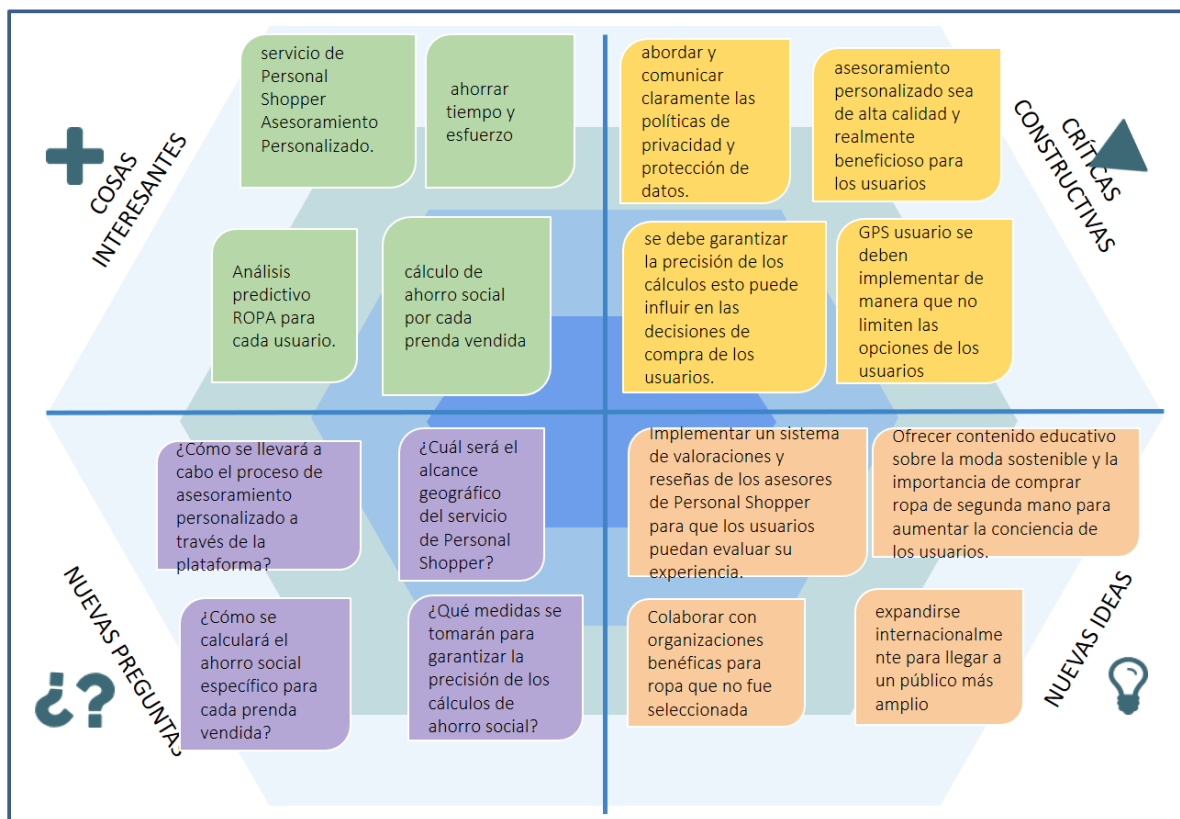 COSAS
INTERESANTES
servicio de
Personal
Shopper
Asesoramiento
Personalizado.
ahorrar
tiempo y
esfuerzo
Análisis
predictivo
ROPA para
cada usuario.
cálculo de
ahorro social
por cada
prenda vendida
CRÍTICAS
CONSTRUCTIVAS
abordar y
comunicar
claramente las
políticas de
privacidad y
protección de
datos.
asesoramiento
personalizado sea
de alta calidad y
realmente
beneficioso para
los usuarios
se debe garantizar
la precisión de los
cálculos esto puede
influir en las
decisiones de
compra de los
usuarios.
GPS usuario se
deben
implementar de
manera que no
limiten las
opciones de los
usuarios
NUEVAS PREGUNTAS
¿?
¿Cómo se llevará a
cabo el proceso de
asesoramiento
personalizado a
través de la
plataforma?
¿Cuál será el
alcance
geográfico
del servicio
de Personal
Shopper?
¿Cómo se
calculará el
ahorro social
específico para
cada prenda
vendida?
¿Qué medidas se
tomarán para
garantizar la
precisión de los
cálculos de
ahorro social?
NUEVAS IDEAS
Implementar un sistema
de valoraciones y
reseñas de los asesores
de Personal Shopper
para que los usuarios
puedan evaluar su
experiencia.
Ofrecer contenido educativo
sobre la moda sostenible y la
importancia de comprar
ropa de segunda mano para
aumentar la conciencia de
los usuarios.
Colaborar con
organizaciones
benéficas para
ropa que no fue
seleccionada
expandirse
internacionalme
nte para llegar a
un público más
amplio